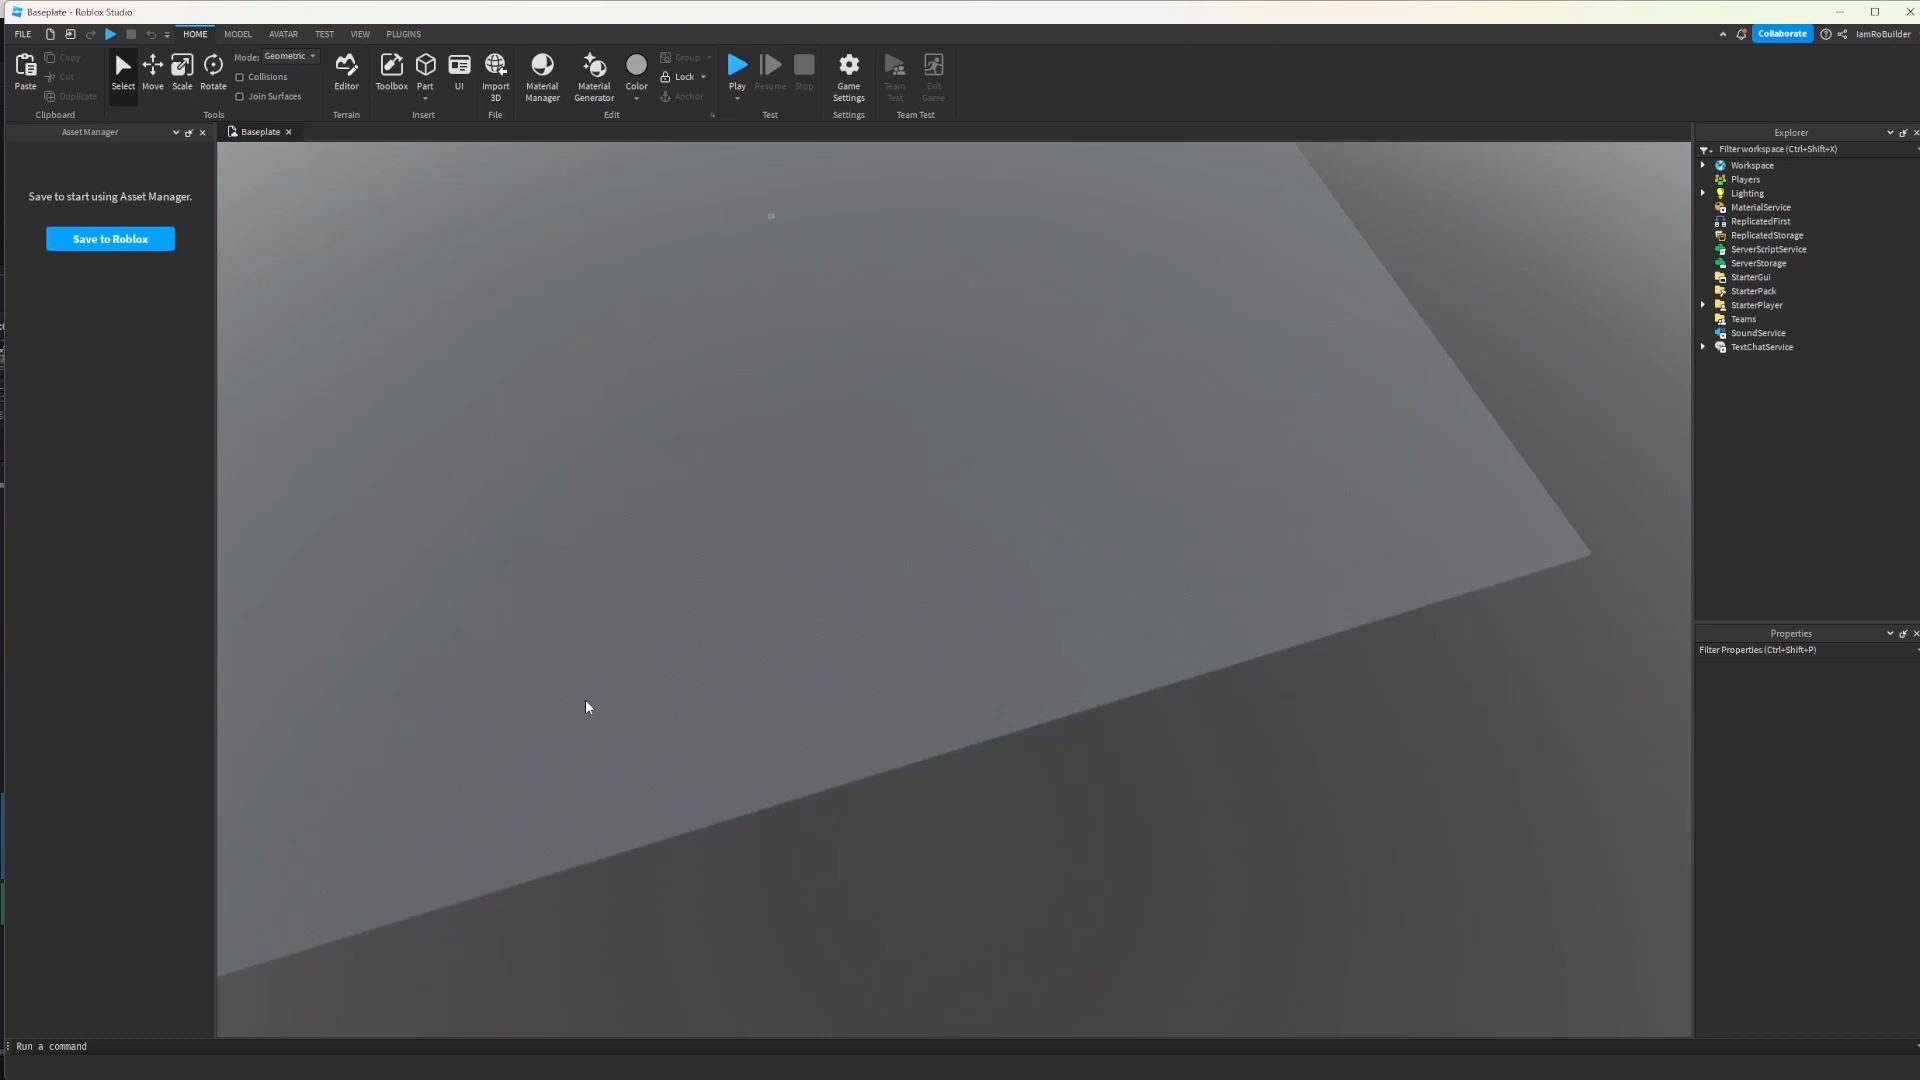 Baseplate - Roblox Studio
FILE
HOME
MODEL
AVATAR
TEST
VIEW
PLUGINS
Collaborate
IamRoBuilder
Paste
Copy
Cut
Duplicate
Clipboard
Select
Move
Scale
Rotate
Mode: Geometric
Collisions
Join Surfaces
Tools
Editor
Terrain
Toolbox
Part
UI
Insert
Import
3D
File
Material
Manager
Material
Generator
Color
Group
Lock
Anchor
Edit
Play
Resume
Stop
Test
Game
Settings
Settings
Team
Test
Exit
Game
Team Test
Asset Manager
Save to start using Asset Manager.
Save to Roblox
Baseplate
Explorer
Filter workspace (Ctrl+Shift+X)
Workspace
Players
Lighting
MaterialService
ReplicatedFirst
ReplicatedStorage
ServerScriptService
ServerStorage
StarterGui
StarterPack
StarterPlayer
Teams
SoundService
TextChatService
Properties
Filter Properties (Ctrl+Shift+P)
Run a command